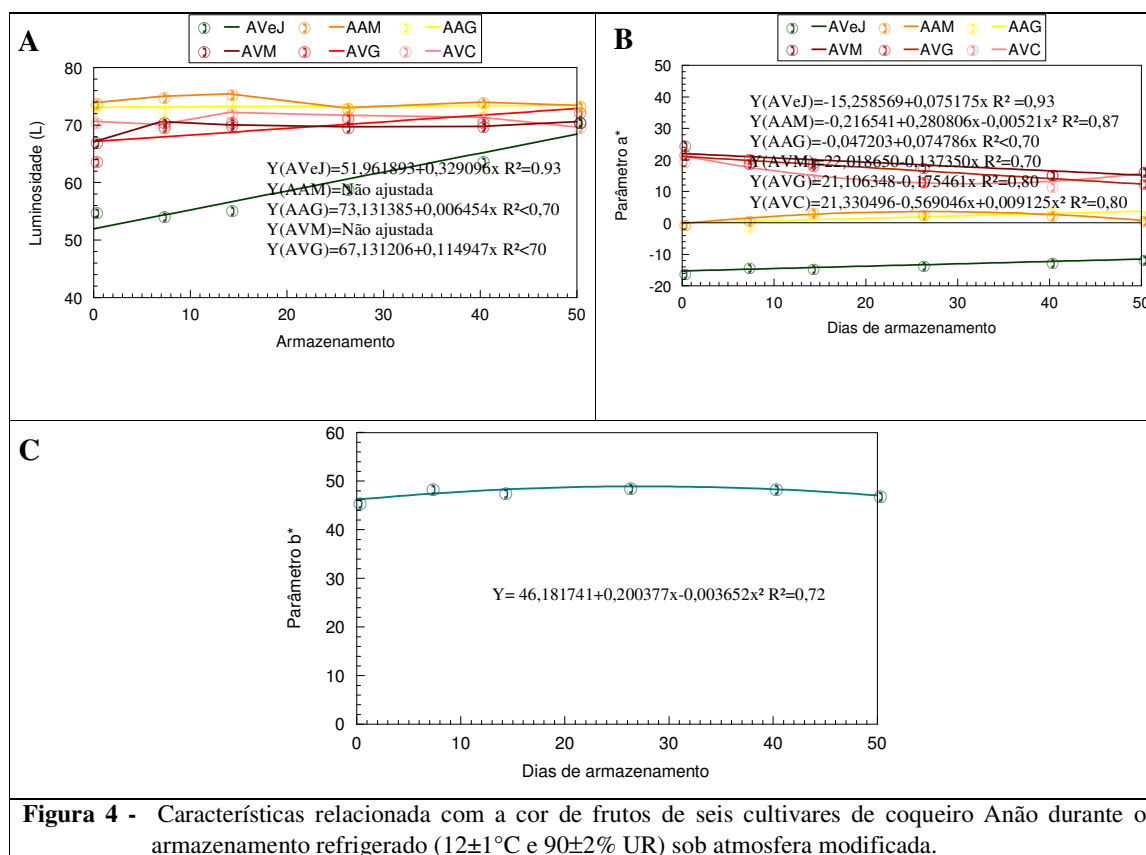 A
AVeJ AAM AAG
AVM AVG AVC
80
70
60
50
40
Luminosidade (L)
Y(AVeJ)=51,961893+0,329096x R²=0.93
Y(AAM)=Não ajustada
Y(AAG)=73,131385+0,006454x R²<0,70
Y(AVM)=Não ajustada
Y(AVG)=67,131206+0,114947x R²<70
0 10 20 30 40 50
Armazenamento
B
AVeJ AAM AAG
AVM AVG AVC
50
40
30
20
10
0
-10
-20
Parâmetro a*
Y(AVeJ)=-15,258569+0,075175x R² =0,93
Y(AAM)=-0,216541+0,280806x-0,00521x² R²=0,87
Y(AAG)=-0,047203+0,074786x R²<0,70
Y(AVM)=22,018650-0,137350x R²=0,70
Y(AVG)=21,106348-0,175461x R²=0,80
Y(AVC)=21,330496-0,569046x+0,009125x² R²=0,80
0 10 20 30 40 50
Dias de armazenamento
C
60
50
40
30
20
10
0
Parâmetro b*
Y= 46,181741+0,200377x-0,003652x² R²=0,72
0 10 20 30 40 50
Dias de armazenamento
Figura 4 - Características relacionada com a cor de frutos de seis cultivares de coqueiro Anão durante o
armazenamento refrigerado (12±1°C e 90±2% UR) sob atmosfera modificada.